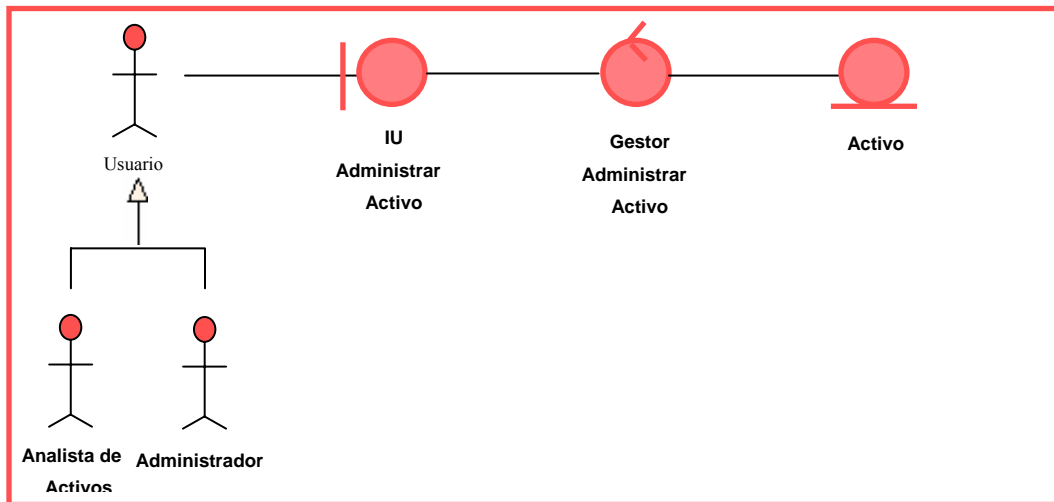 Usuario
IU
Administrar
Activo
Gestor
Administrar
Activo
Activo
Analista de
Activos
Administrador